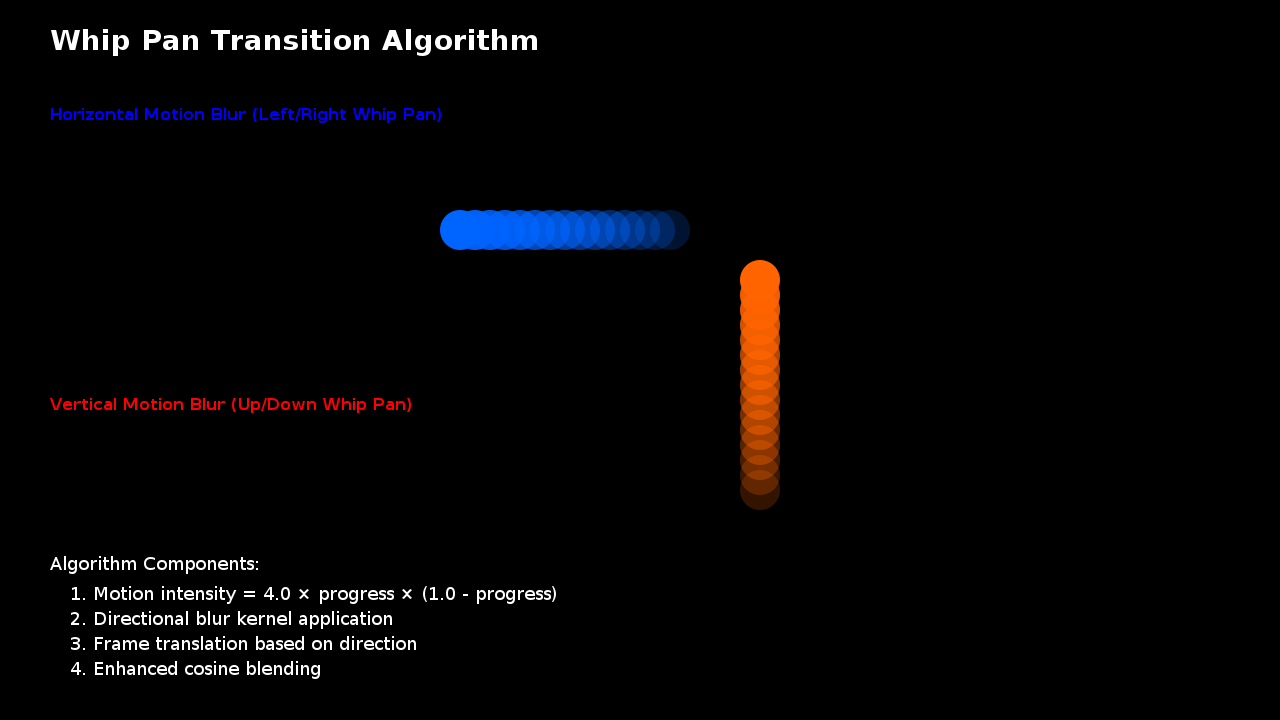 Whip Pan Transition Algorithm
Horizontal Motion Blur (Left/Right Whip Pan)
Vertical Motion Blur (Up/Down Whip Pan)
Algorithm Components:
1. Motion intensity = 4.0 × progress × (1.0 - progress)
2. Directional blur kernel application
3. Frame translation based on direction
4. Enhanced cosine blending